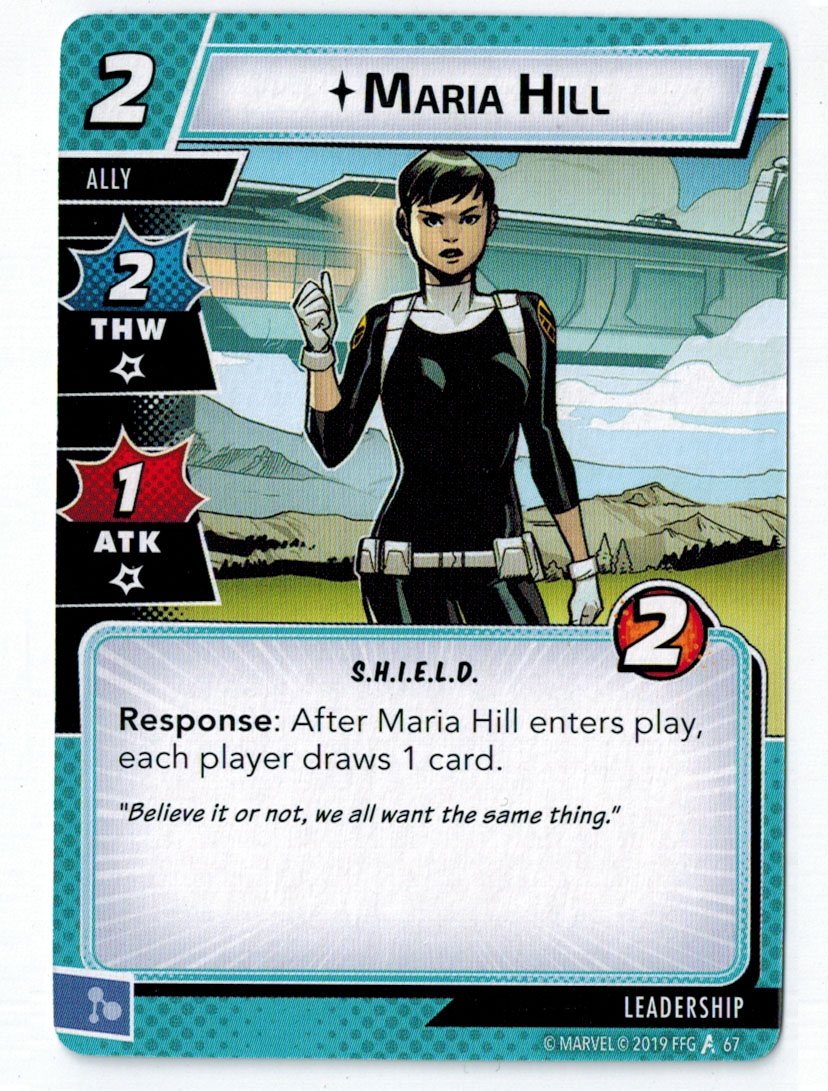 2
MARIA HILL
ALLY
2
THW
1
ATK
2
S.H.I.E.L.D.
Response: After Maria Hill enters play,
each player draws 1 card.
"Believe it or not, we all want the same thing."
LEADERSHIP
© MARVEL © 2019 FFG 67